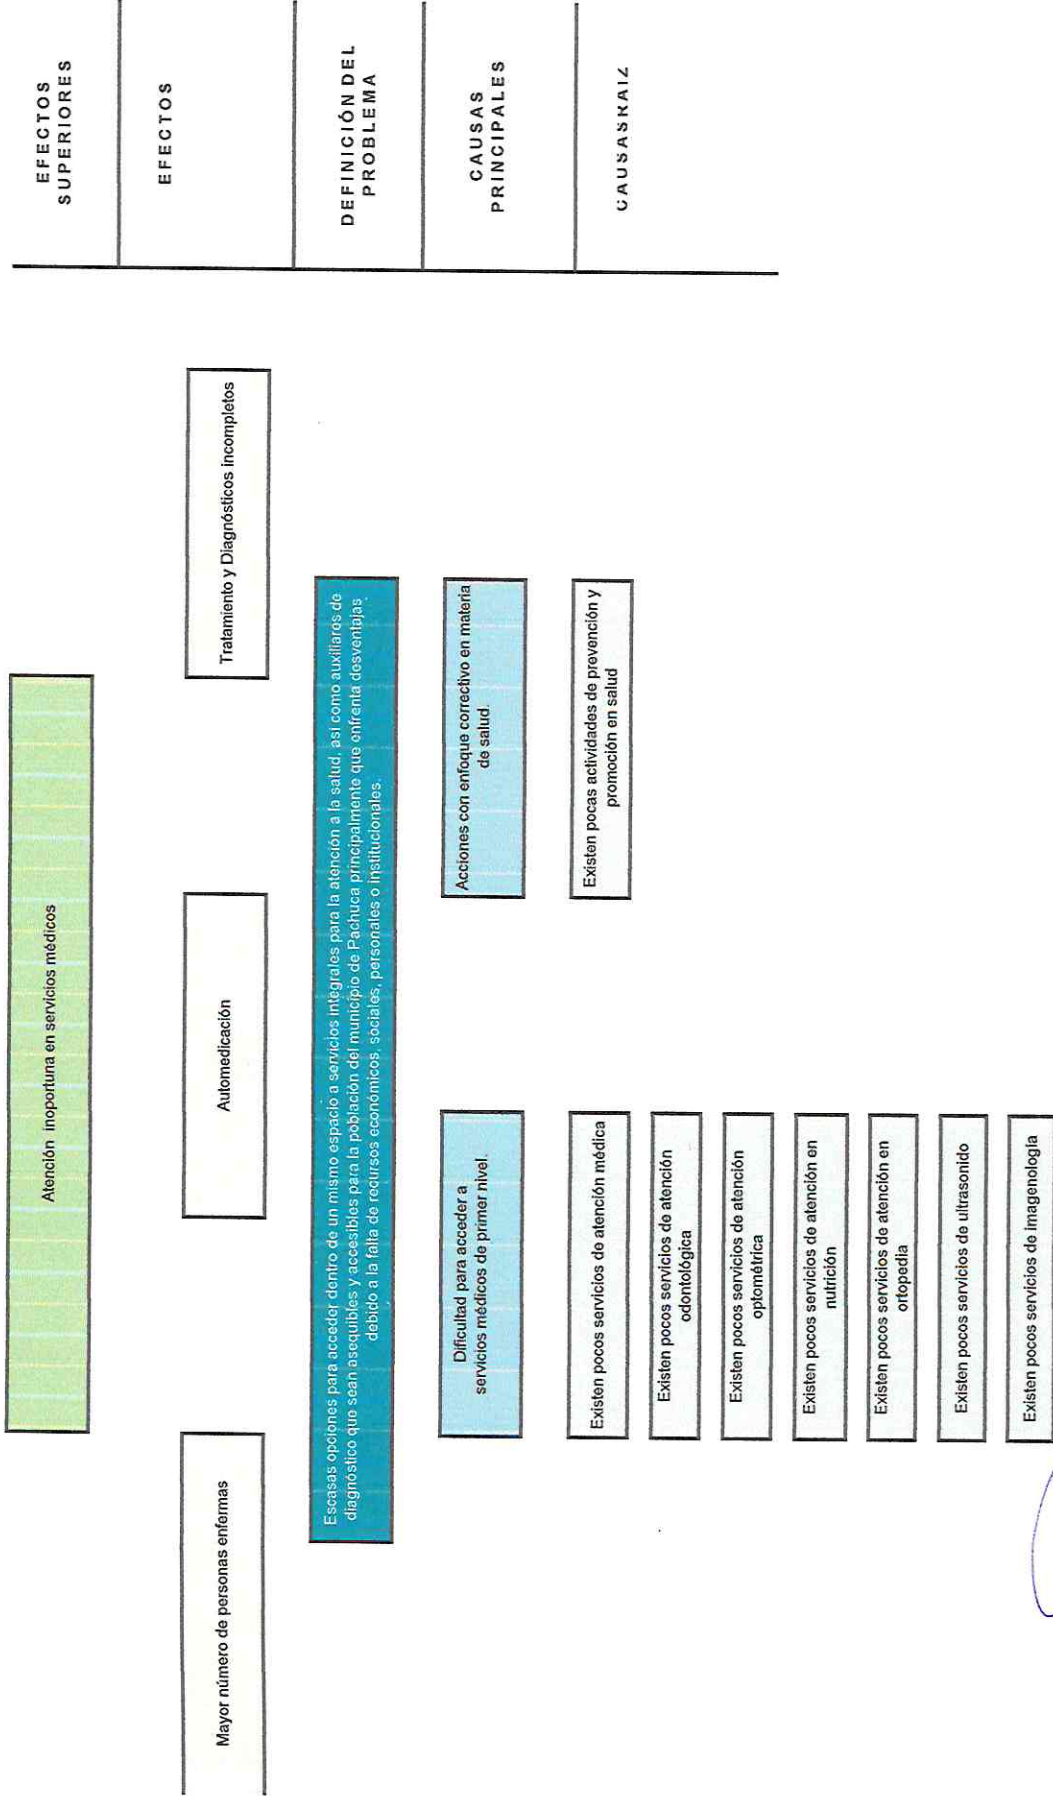 EFECTOS
SUPERIORES
Atención inoportuna en servicios médicos
EFECTOS
Mayor número de personas enfermas
Automedicación
Tratamiento y Diagnósticos incompletos
DEFINICIÓN DEL
PROBLEMA
Escasas opciones para acceder dentro de un mismo espacio a servicios integrales para la atención a la salud, así como auxiliares de
diagnóstico que sean asequibles y accesibles para la población del municipio de Pachuca principalmente que enfrenta desventajas
debido a la falta de recursos económicos, sociales, personales o institucionales.
CAUSAS
PRINCIPALES
Dificultad para acceder a
servicios médicos de primer nivel.
Acciones con enfoque correctivo en materia
de salud.
CAUSAS RAIZ
Existen pocos servicios de atención médica
Existen pocos servicios de atención
odontológica
Existen pocos servicios de atención
optométrica
Existen pocos servicios de atención en
nutrición
Existen pocos servicios de atención en
ortopedia
Existen pocos servicios de ultrasonido
Existen pocos servicios de imagenología
Existen pocas actividades de prevención y
promoción en salud